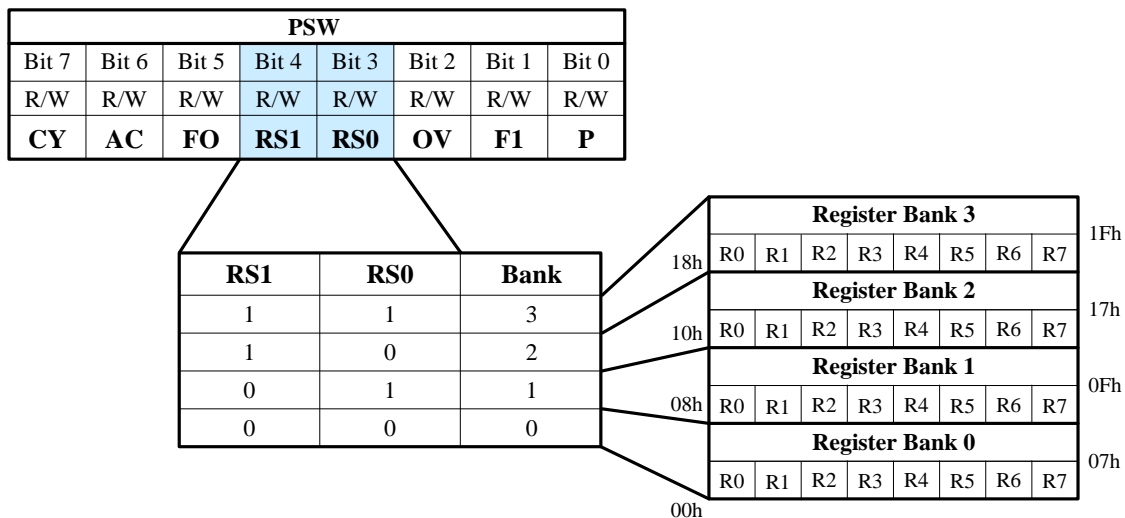 PSW
Bit 7 Bit 6 Bit 5 Bit 4 Bit 3 Bit 2 Bit 1 Bit 0
R/W R/W R/W R/W R/W R/W R/W R/W
CY AC FO RS1 RS0 OV F1 P
RS1 RS0 Bank
1 1 3
1 0 2
0 1 1
0 0 0
Register Bank 3
1Fh
18h R0 R1 R2 R3 R4 R5 R6 R7
Register Bank 2
17h
10h R0 R1 R2 R3 R4 R5 R6 R7
Register Bank 1
0Fh
08h R0 R1 R2 R3 R4 R5 R6 R7
Register Bank 0
07h
R0 R1 R2 R3 R4 R5 R6 R7
00h